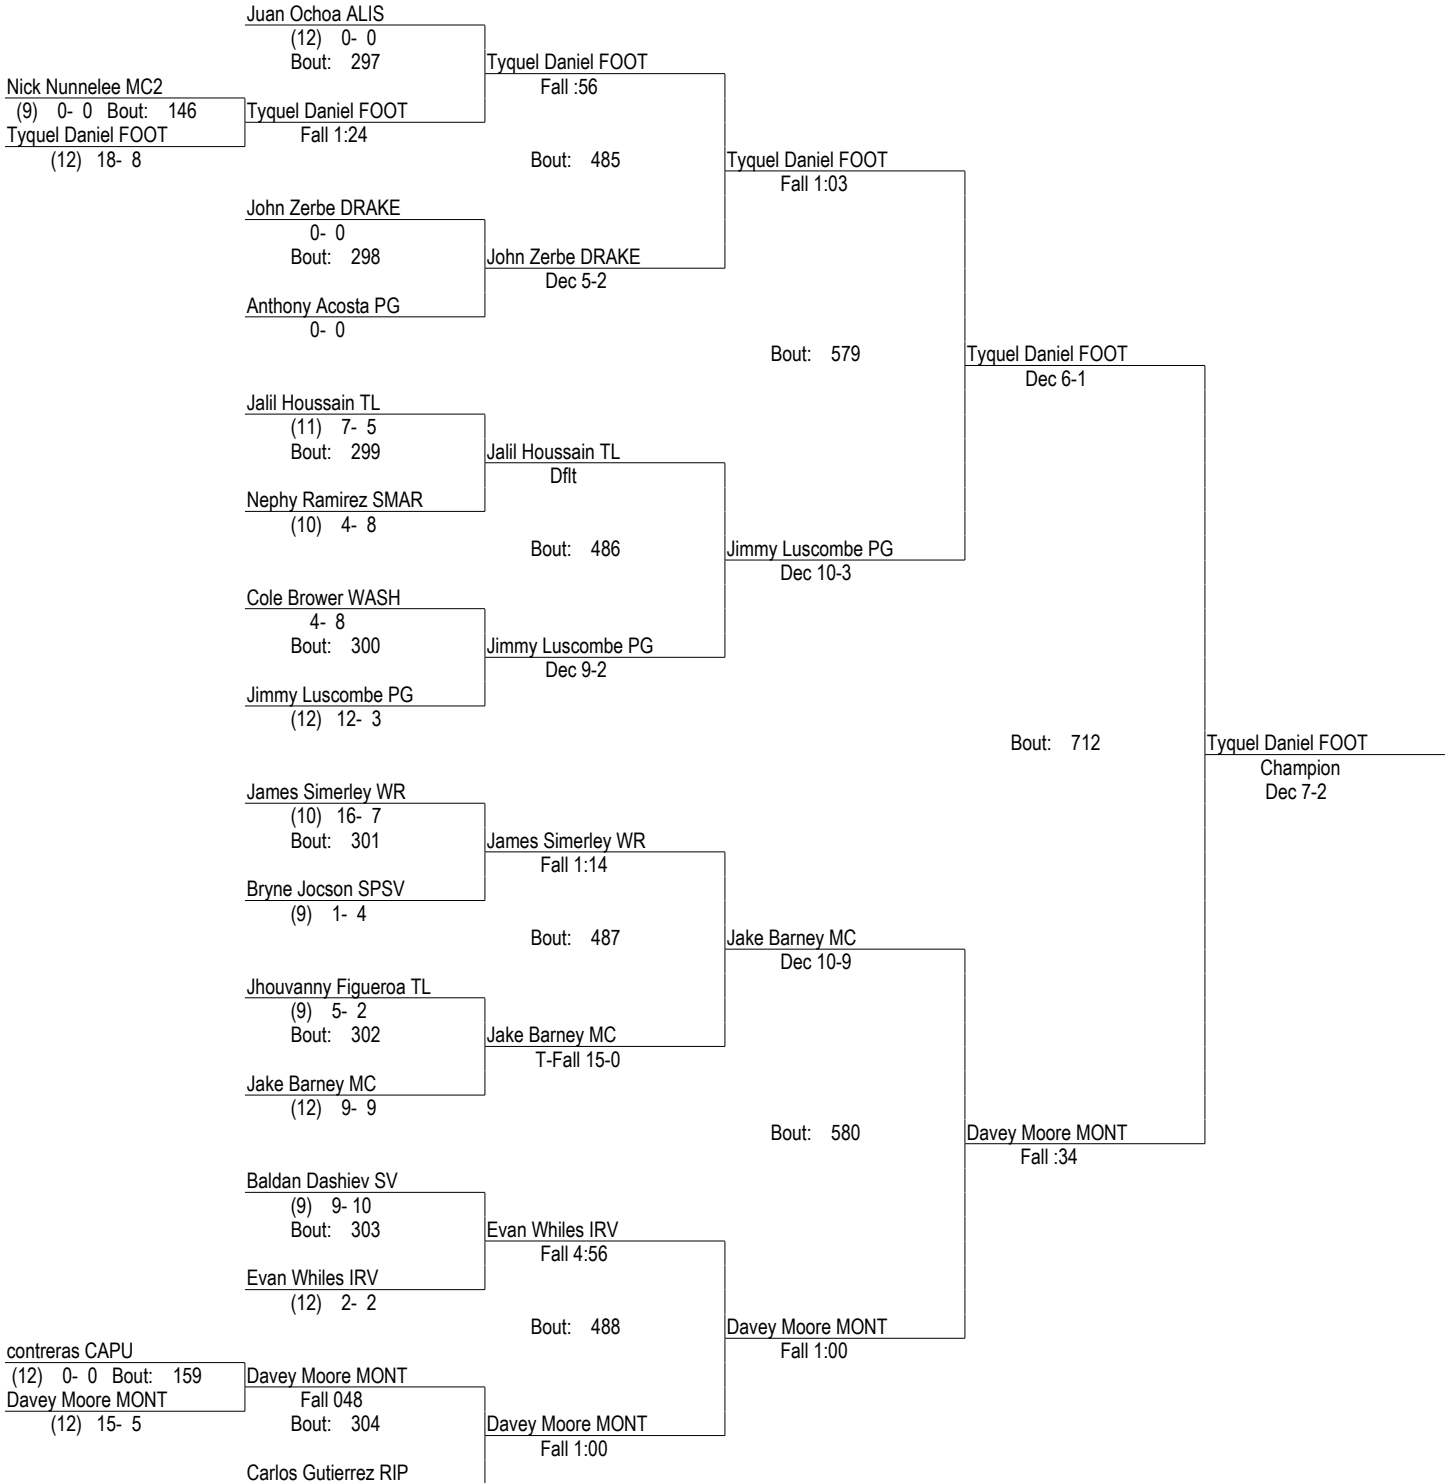 Juan Ochoa ALIS
(12) 0- 0
Bout: 297
Tyquel Daniel FOOT
Fall :56
Nick Nunnelee MC2
(9) 0- 0 Bout: 146
Tyquel Daniel FOOT
(12) 18- 8
Tyquel Daniel FOOT
Fall 1:24
Bout: 485
Tyquel Daniel FOOT
Fall 1:03
John Zerbe DRAKE
0- 0
Bout: 298
John Zerbe DRAKE
Dec 5-2
Anthony Acosta PG
0- 0
Bout: 579
Tyquel Daniel FOOT
Dec 6-1
Jalil Houssain TL
(11) 7- 5
Bout: 299
Jalil Houssain TL
Dflt
Nephy Ramirez SMAR
(10) 4- 8
Bout: 486
Jimmy Luscombe PG
Dec 10-3
Cole Brower WASH
4- 8
Bout: 300
Jimmy Luscombe PG
Dec 9-2
Jimmy Luscombe PG
(12) 12- 3
Bout: 712
Tyquel Daniel FOOT
Champion
Dec 7-2
James Simerley WR
(10) 16- 7
Bout: 301
James Simerley WR
Fall 1:14
Bryne Jocson SPSV
(9) 1- 4
Bout: 487
Jake Barney MC
Dec 10-9
Jhouvanny Figueroa TL
(9) 5- 2
Bout: 302
Jake Barney MC
T-Fall 15-0
Jake Barney MC
(12) 9- 9
Bout: 580
Davey Moore MONT
Fall :34
Baldan Dashiev SV
(9) 9- 10
Bout: 303
Evan Whiles IRV
Fall 4:56
Evan Whiles IRV
(12) 2- 2
Bout: 488
Davey Moore MONT
Fall 1:00
contreras CAPU
(12) 0- 0 Bout: 159
Davey Moore MONT
(12) 15- 5
Davey Moore MONT
Fall 048
Bout: 304
Davey Moore MONT
Fall 1:00
Carlos Gutierrez RIP